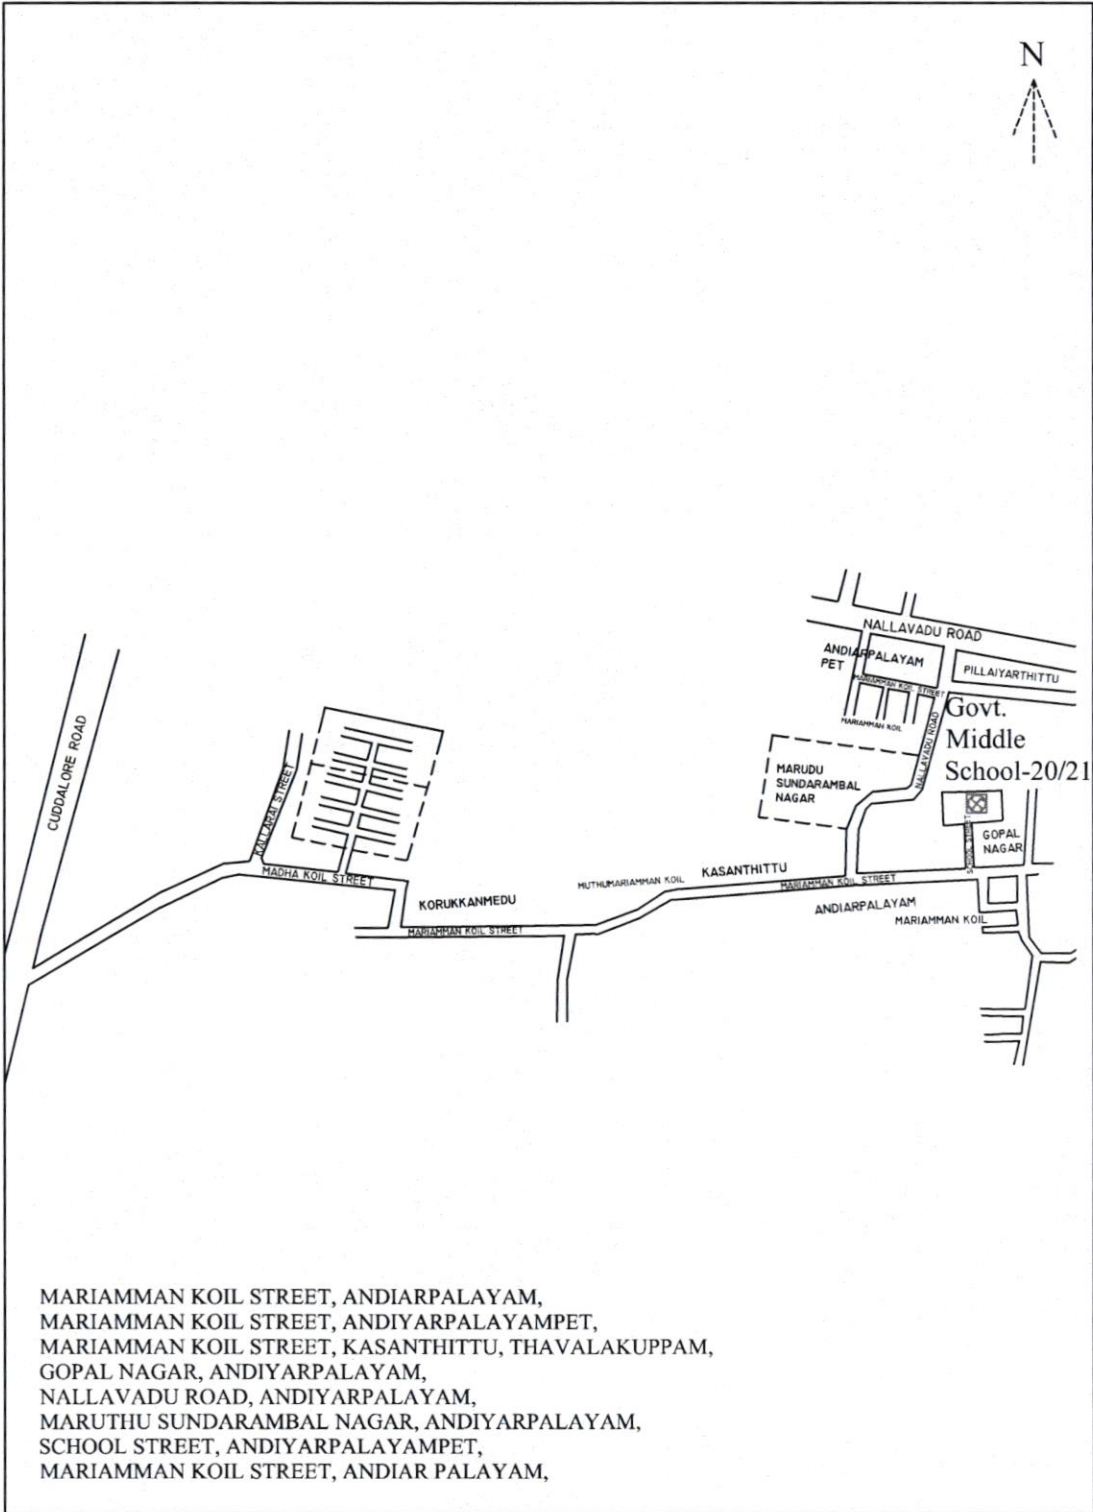 N
NALLAVADU ROAD
ANDIARPALAYAM
PET
PILLAIYARTHITTU
MARIAMMAN KOIL STREET
MARIAMMAN KOIL
NALLAVADU ROAD
Govt.
Middle
School-20/21
CUDDALORE ROAD
KALLARAI STREET
MARUDU
SUNDARAMBAL
NAGAR
SCHOOL STREET
GOPAL
NAGAR
MADHA KOIL STREET
KASANTHITTU
MUTHUMARIAMMAN KOIL
MARIAMMAN KOIL STREET
KORUKKANMEDU
ANDIARPALAYAM
MARIAMMAN KOIL
MARIAMMAN KOIL STREET
MARIAMMAN KOIL STREET, ANDIARPALAYAM,
MARIAMMAN KOIL STREET, ANDIYARPALAYAMPET,
MARIAMMAN KOIL STREET, KASANTHITTU, THAVALAKUPPAM,
GOPAL NAGAR, ANDIYARPALAYAM,
NALLAVADU ROAD, ANDIYARPALAYAM,
MARUTHU SUNDARAMBAL NAGAR, ANDIYARPALAYAM,
SCHOOL STREET, ANDIYARPALAYAMPET,
MARIAMMAN KOIL STREET, ANDIAR PALAYAM,